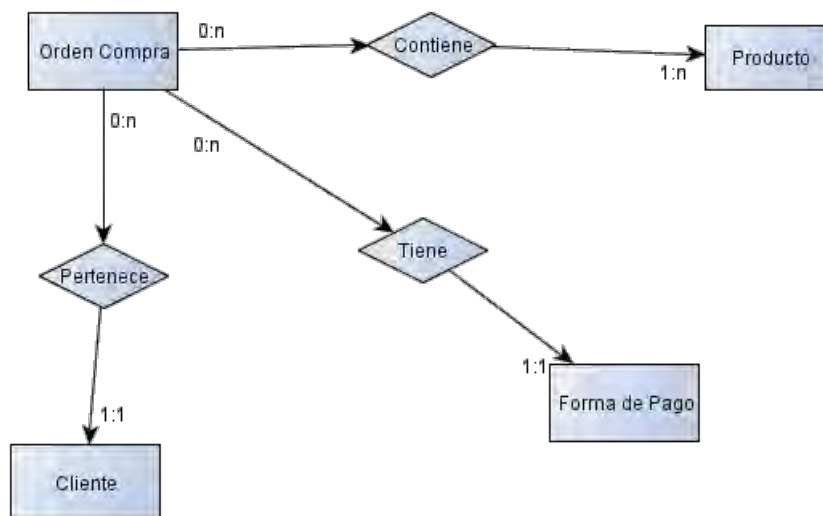 Orden Compra
0:n
Contiene
1:n
Producto
0:n
0:n
Pertenece
Tiene
1:1
1:1
Forma de Pago
Cliente